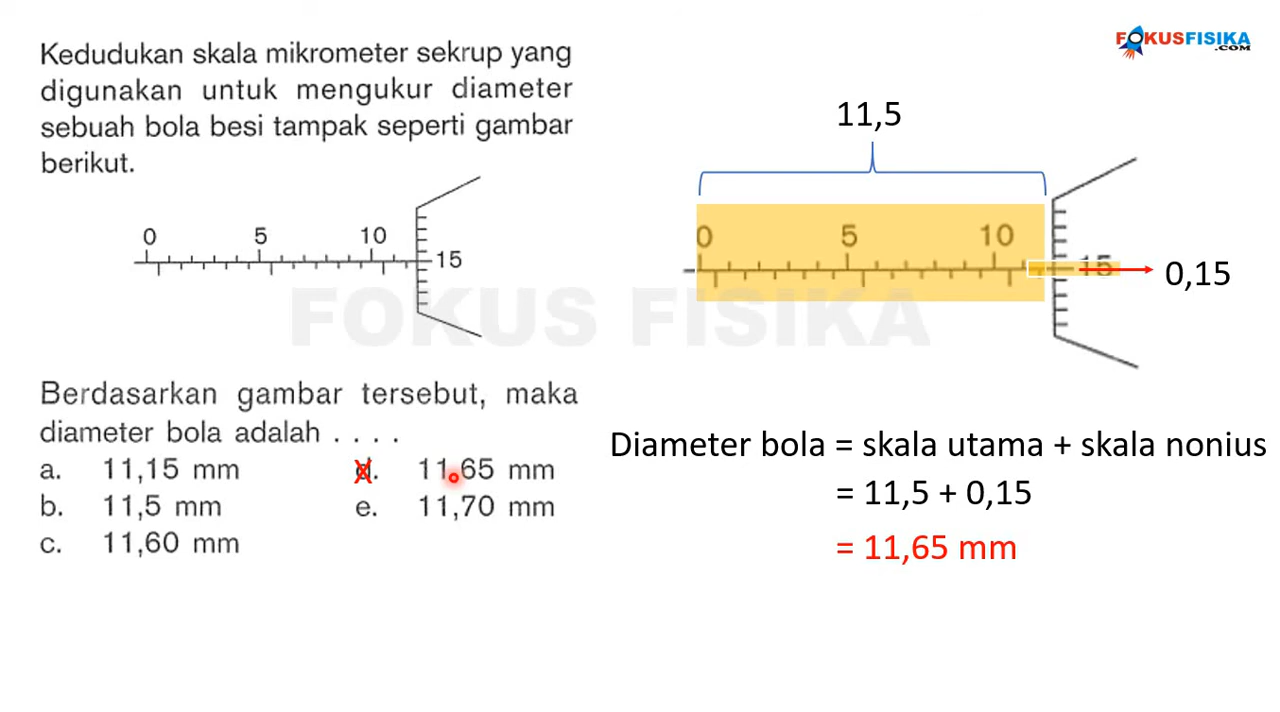 FOKUSFISIKA
.COM
Kedudukan skala mikrometer sekrup yang
digunakan untuk mengukur diameter
sebuah bola besi tampak seperti gambar
berikut.
0 5 10
15
11,5
0 5 10
15
0,15
FOKUS FISIKA
Berdasarkan gambar tersebut, maka
diameter bola adalah . . . .
a. 11,15 mm
b. 11,5 mm
c. 11,60 mm
d. 11,65 mm
e. 11,70 mm
Diameter bola = skala utama + skala nonius
= 11,5 + 0,15
= 11,65 mm